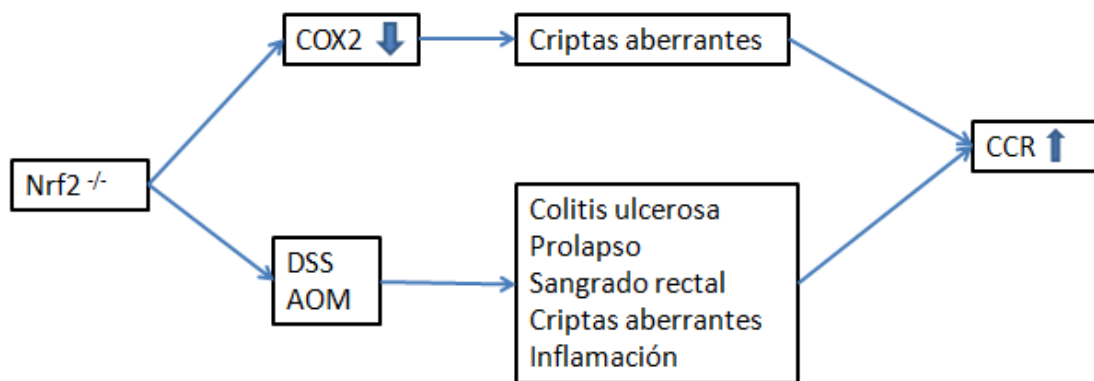 COX2
Criptas aberrantes
CCR
Nrf2 -/-
DSS
AOM
Colitis ulcerosa
Prolapso
Sangrado rectal
Criptas aberrantes
Inflamación